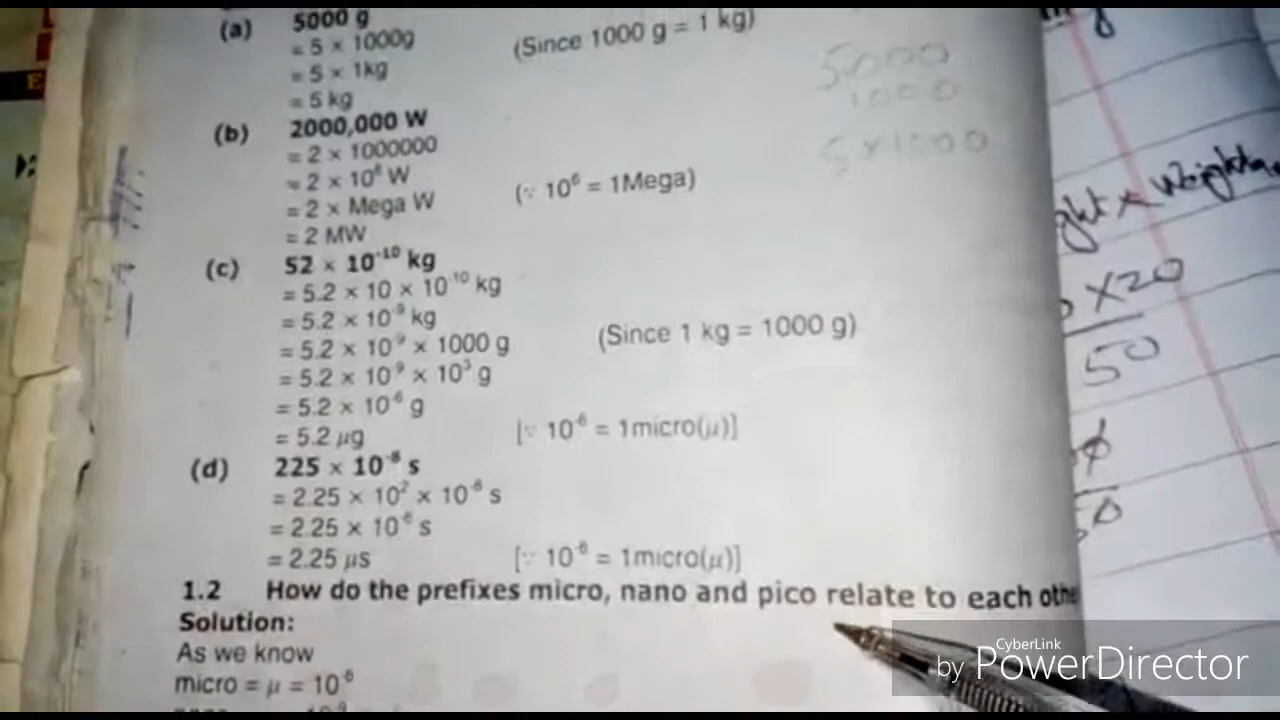 (a) 5000 g
= 5 × 1000g (Since 1000 g = 1 kg)
= 5 × 1kg
= 5 kg
(b) 2000,000 W
= 2 × 1000000
= 2 × 10⁶ W (∵ 10⁶ = 1Mega)
= 2 × Mega W
= 2 MW
(c) 52 × 10⁻¹⁰ kg
= 5.2 × 10 × 10⁻¹⁰ kg
= 5.2 × 10⁻⁹ kg
= 5.2 × 10⁻⁹ × 1000 g (Since 1 kg = 1000 g)
= 5.2 × 10⁻⁹ × 10³ g
= 5.2 × 10⁻⁶ g
= 5.2 µg [∵ 10⁻⁶ = 1micro(µ)]
(d) 225 × 10⁻⁸ s
= 2.25 × 10² × 10⁻⁸ s
= 2.25 × 10⁻⁶ s
= 2.25 µs [∵ 10⁻⁶ = 1micro(µ)]
1.2 How do the prefixes micro, nano and pico relate to each
Solution:
As we know
micro = µ = 10⁻⁶
5000
1000
5 × 1000
× 20
50
by CyberLink PowerDirector